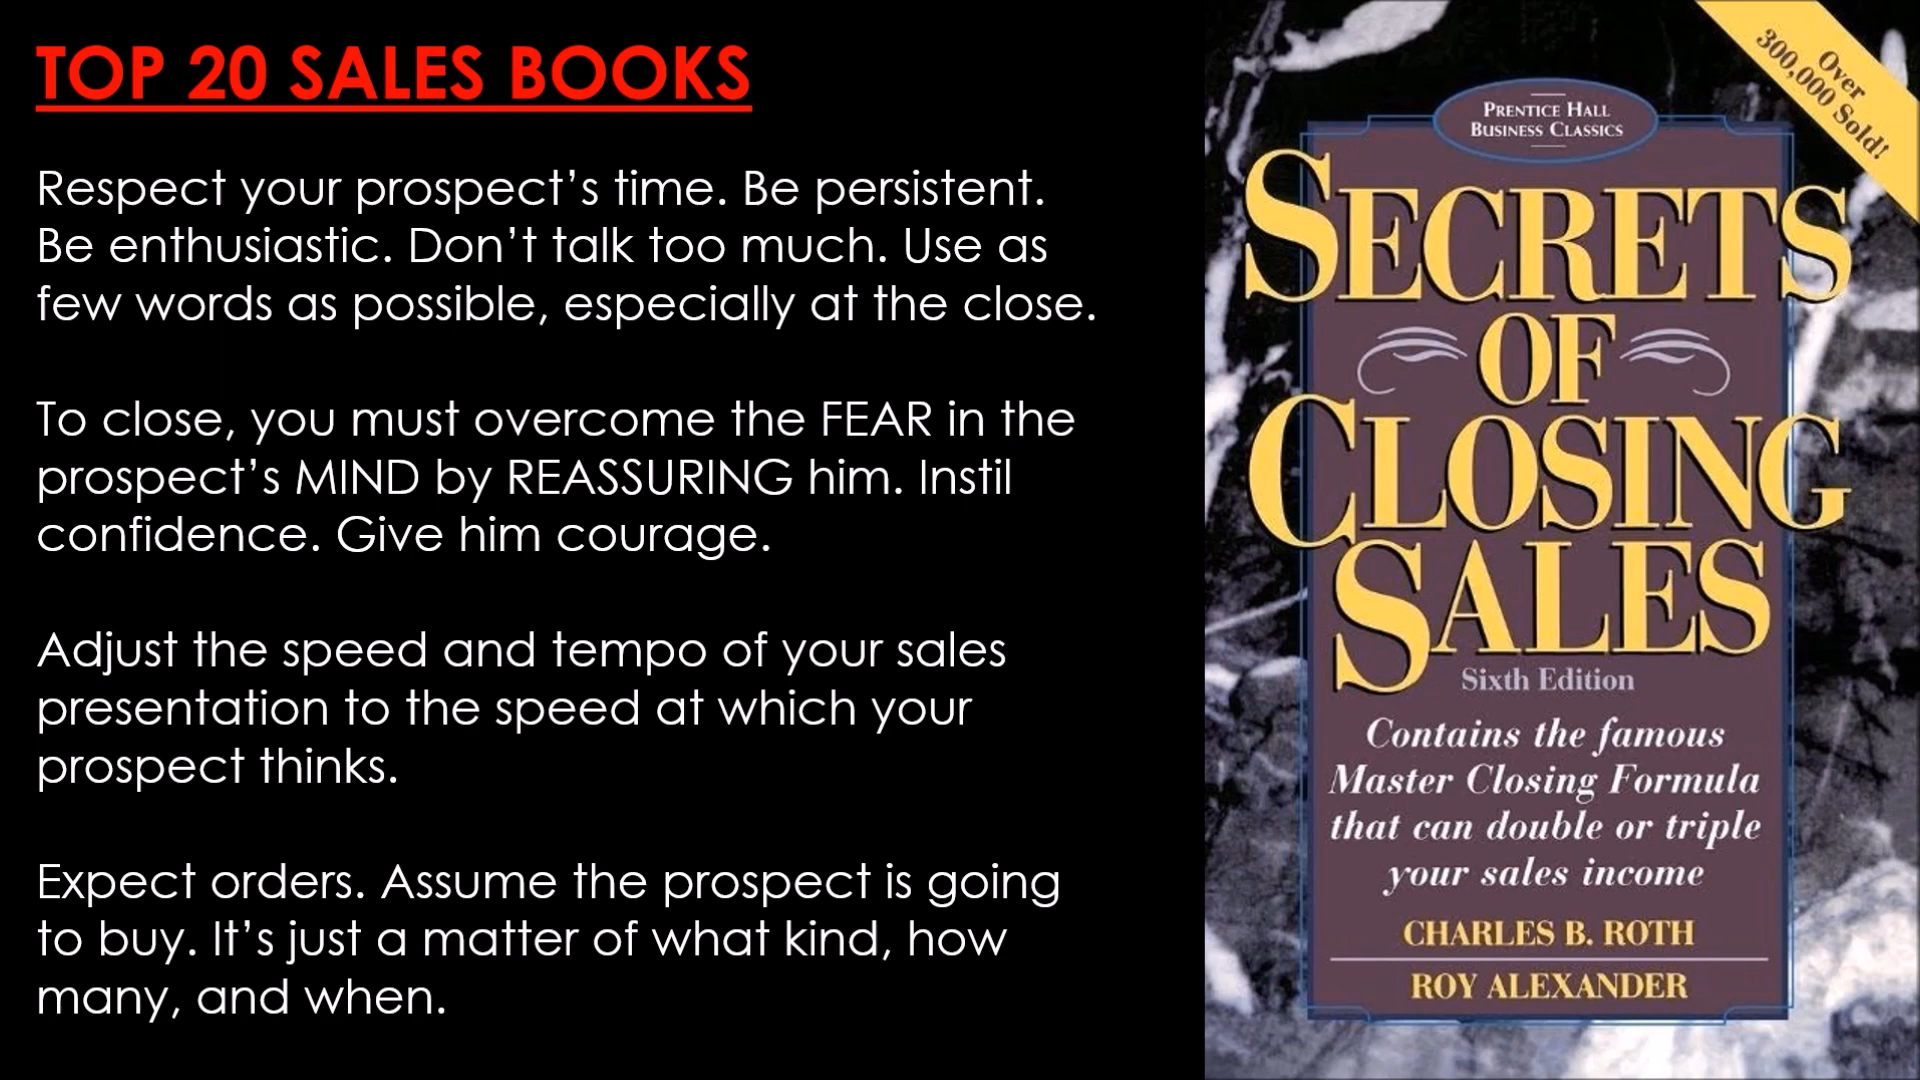 TOP 20 SALES BOOKS
Respect your prospect’s time. Be persistent.
Be enthusiastic. Don’t talk too much. Use as
few words as possible, especially at the close.
To close, you must overcome the FEAR in the
prospect’s MIND by REASSURING him. Instil
confidence. Give him courage.
Adjust the speed and tempo of your sales
presentation to the speed at which your
prospect thinks.
Expect orders. Assume the prospect is going
to buy. It’s just a matter of what kind, how
many, and when.
Over
300,000 Sold!
PRENTICE HALL
BUSINESS CLASSICS
SECRETS
OF
CLOSING
SALES
Sixth Edition
Contains the famous
Master Closing Formula
that can double or triple
your sales income
CHARLES B. ROTH
ROY ALEXANDER